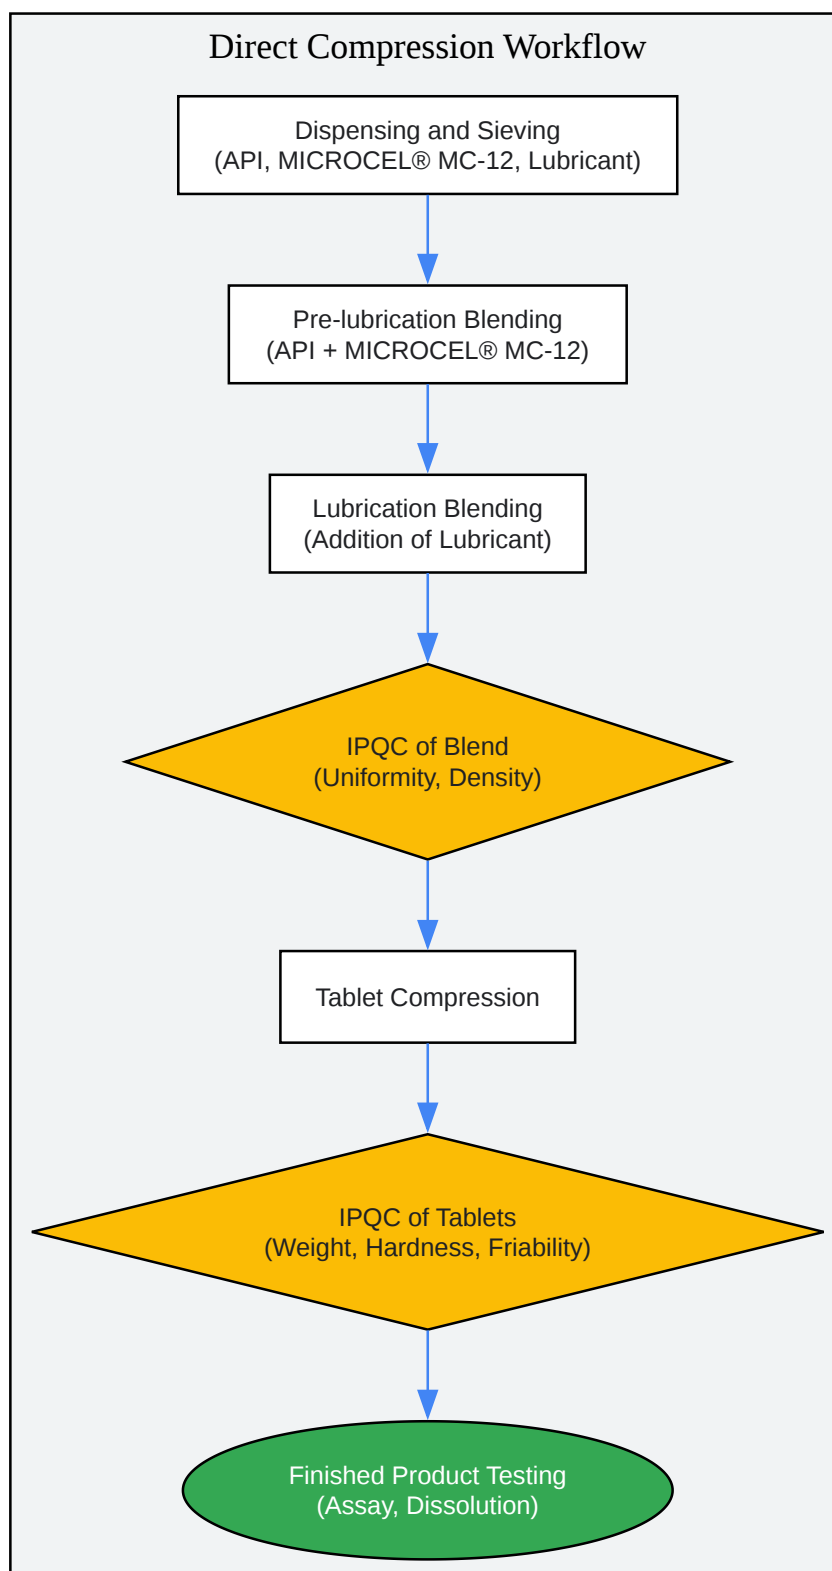 Direct Compression Workflow
Dispensing and Sieving
(API, MICROCEL® MC-12, Lubricant)
Pre-lubrication Blending
(API + MICROCEL® MC-12)
Lubrication Blending
(Addition of Lubricant)
IPQC of Blend
(Uniformity, Density)
Tablet Compression
IPQC of Tablets
(Weight, Hardness, Friability)
Finished Product Testing
(Assay, Dissolution)